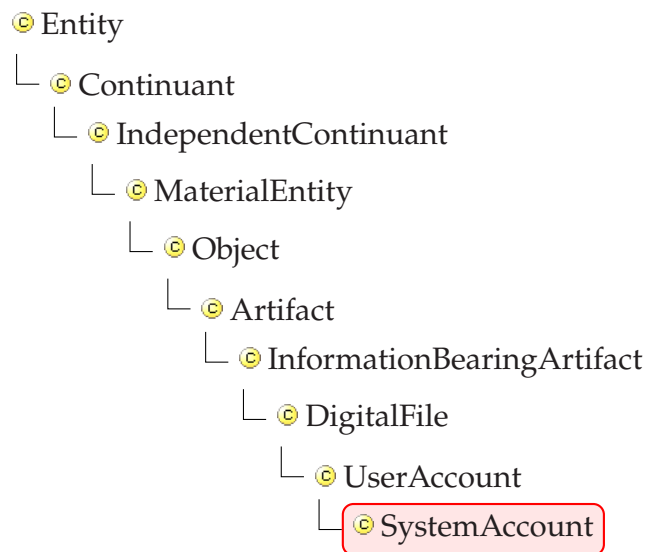 Entity
Continuant
IndependentContinuant
MaterialEntity
Object
Artifact
InformationBearingArtifact
DigitalFile
UserAccount
SystemAccount